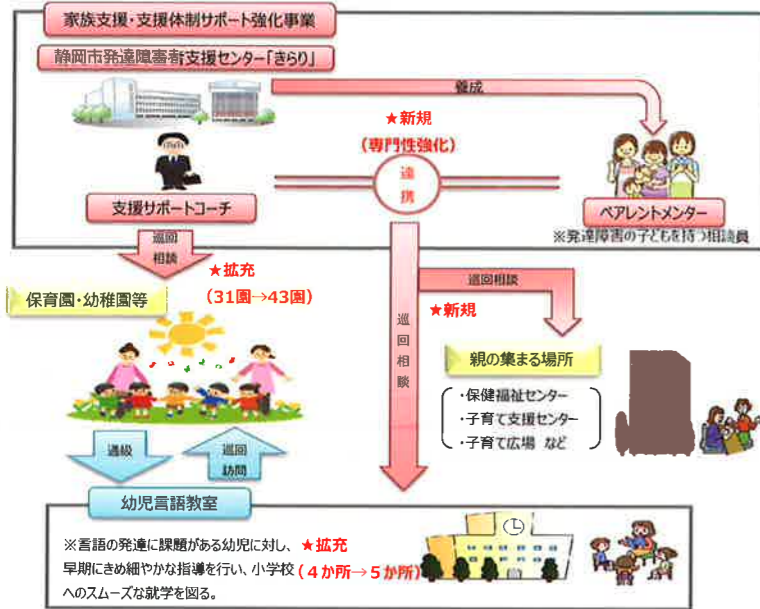 家族支援・支援体制サポート強化事業
静岡市発達障害者支援センター「きらり」
養成
★新規
(専門性強化)
連携
支援サポートコーチ
ペアレントメンター
※発達障害の子どもを持つ相談員
巡回
相談
★拡充
(31園→43園)
保育園・幼稚園等
巡回相談
巡回相談
★新規
親の集まる場所
・保健福祉センター
・子育て支援センター
・子育て広場 など
通級
巡回
訪問
幼児言語教室
※言語の発達に課題がある幼児に対し、 ★拡充
早期にきめ細やかな指導を行い、小学校 (4か所→5か所)
へのスムーズな就学を図る。